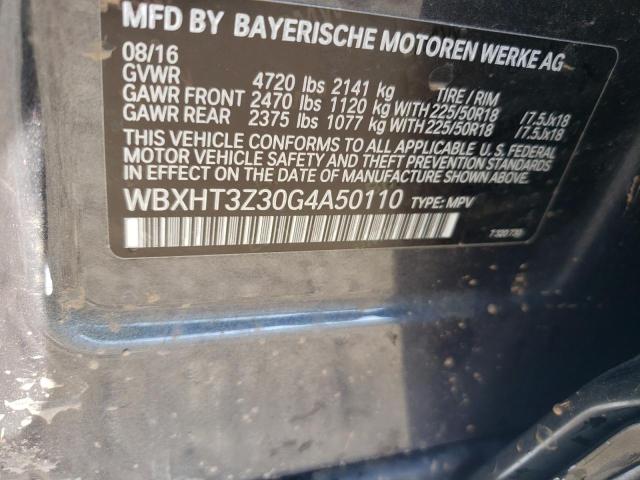 MFD BY BAYERISCHE MOTOREN WERKE AG
08/16
GVWR 4720 lbs 2141 kg TIRE / RIM
GAWR FRONT 2470 lbs 1120 kg WITH 225/50R18 /7.5Jx18
GAWR REAR 2375 lbs 1077 kg WITH 225/50R18 /7.5Jx18
THIS VEHICLE CONFORMS TO ALL APPLICABLE U.S. FEDERAL
MOTOR VEHICLE SAFETY AND THEFT PREVENTION STANDARDS
IN EFFECT ON THE DATE OF MANUFACTURE SHOWN ABOVE.
WBXHT3Z30G4A50110 TYPE: MPV